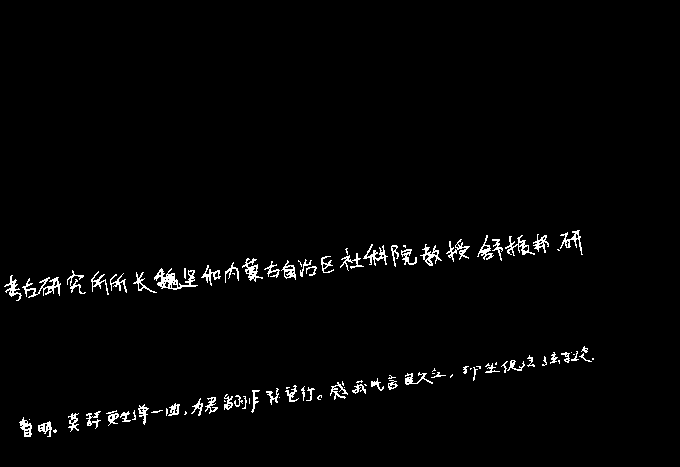 考古研究所所长魏坚和内蒙古自治区社科院教授舒振邦、研
暂明。莫辞更坐弹一曲，为君翻作琵琶行。感我此言良久立，却坐促弦弦转急.